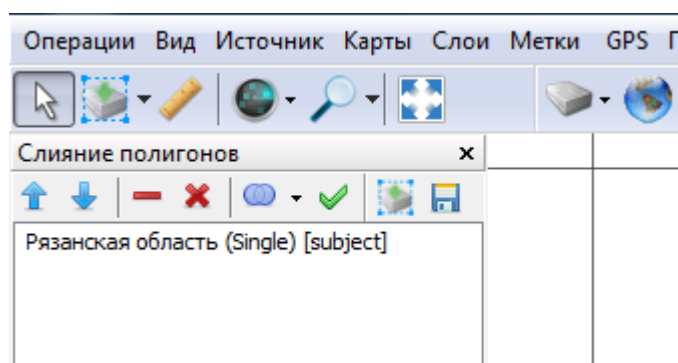 Операции Вид Источник Карты Слои Метки GPS
Слияние полигонов
Рязанская область (Single) [subject]